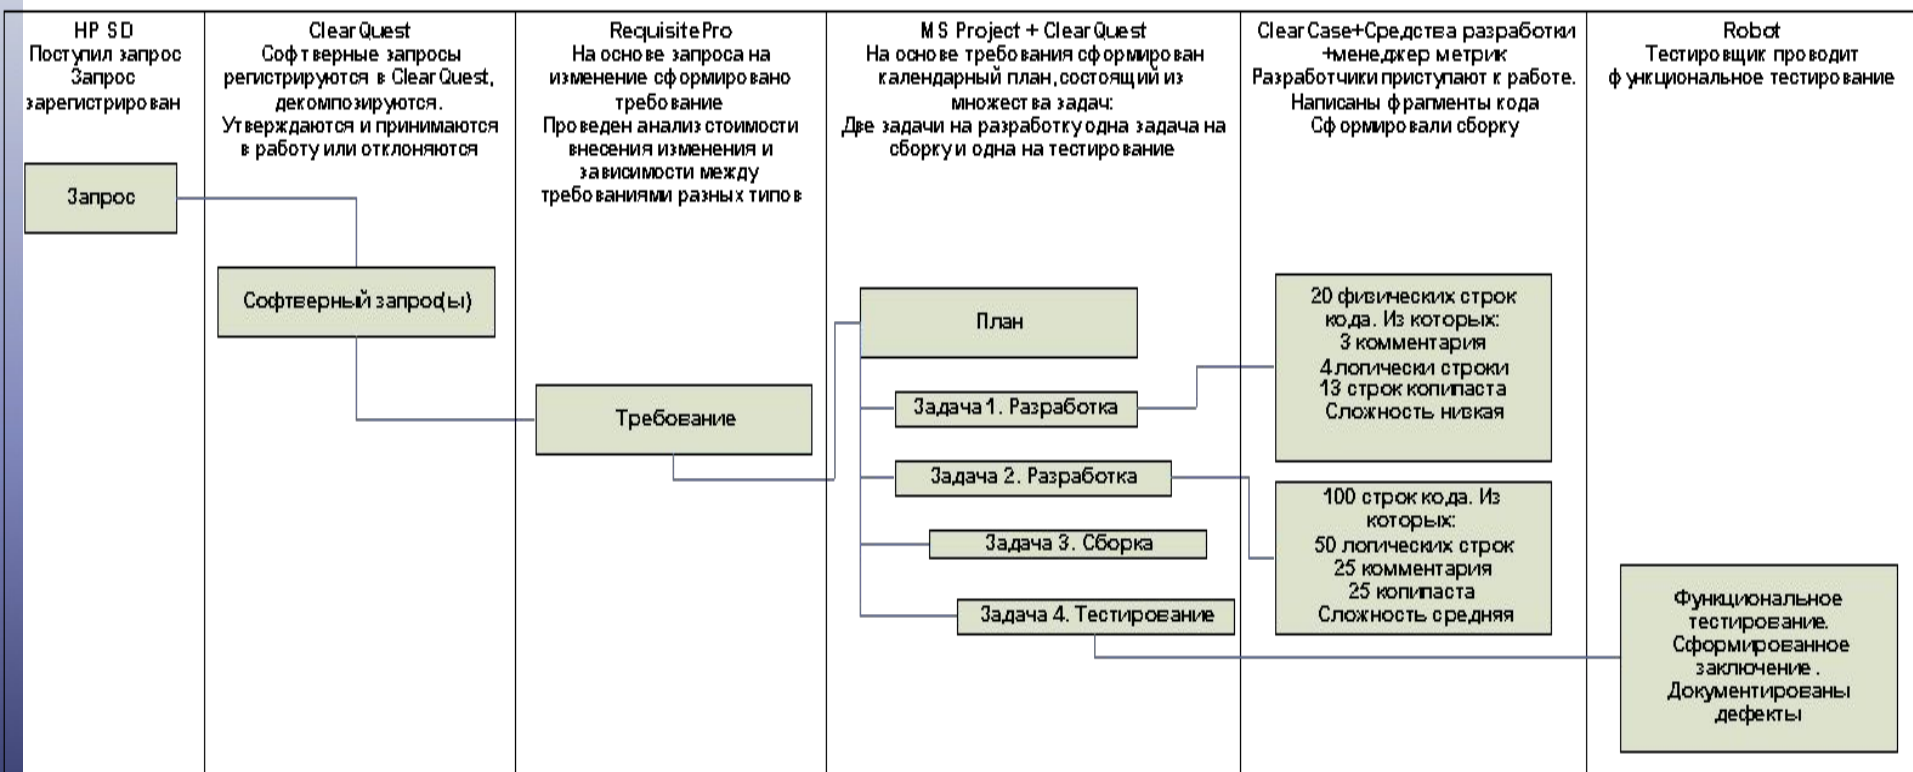 HP SD
Поступил запрос
Запрос
зарегистрирован
ClearQuest
Софтверные запросы
регистрируются в ClearQuest,
декомпозируются.
Утверждаются и принимаются
в работу или отклоняются
RequisitePro
На основе запроса на
изменение сформировано
требование
Проведен анализ стоимости
внесения изменения и
зависимости между
требованиями разных типов
MS Project + ClearQuest
На основе требования сформирован
календарный план, состоящий из
множества задач:
Две задачи на разработку одна задача на
сборку и одна на тестирование
ClearCase+Средства разработки
+менеджер метрик
Разработчики приступают к работе.
Написаны фрагменты кода
Сформировали сборку
Robot
Тестировщик проводит
функциональное тестирование
Запрос
Софтверный запрос(ы)
Требование
План
Задача 1. Разработка
Задача 2. Разработка
Задача 3. Сборка
Задача 4. Тестирование
20 физических строк
кода. Из которых:
3 комментария
4 логически строки
13 строк копипаста
Сложность низкая
100 строк кода. Из
которых:
50 логических строк
25 комментария
25 копипаста
Сложность средняя
Функциональное
тестирование.
Сформированное
заключение.
Документированы
дефекты